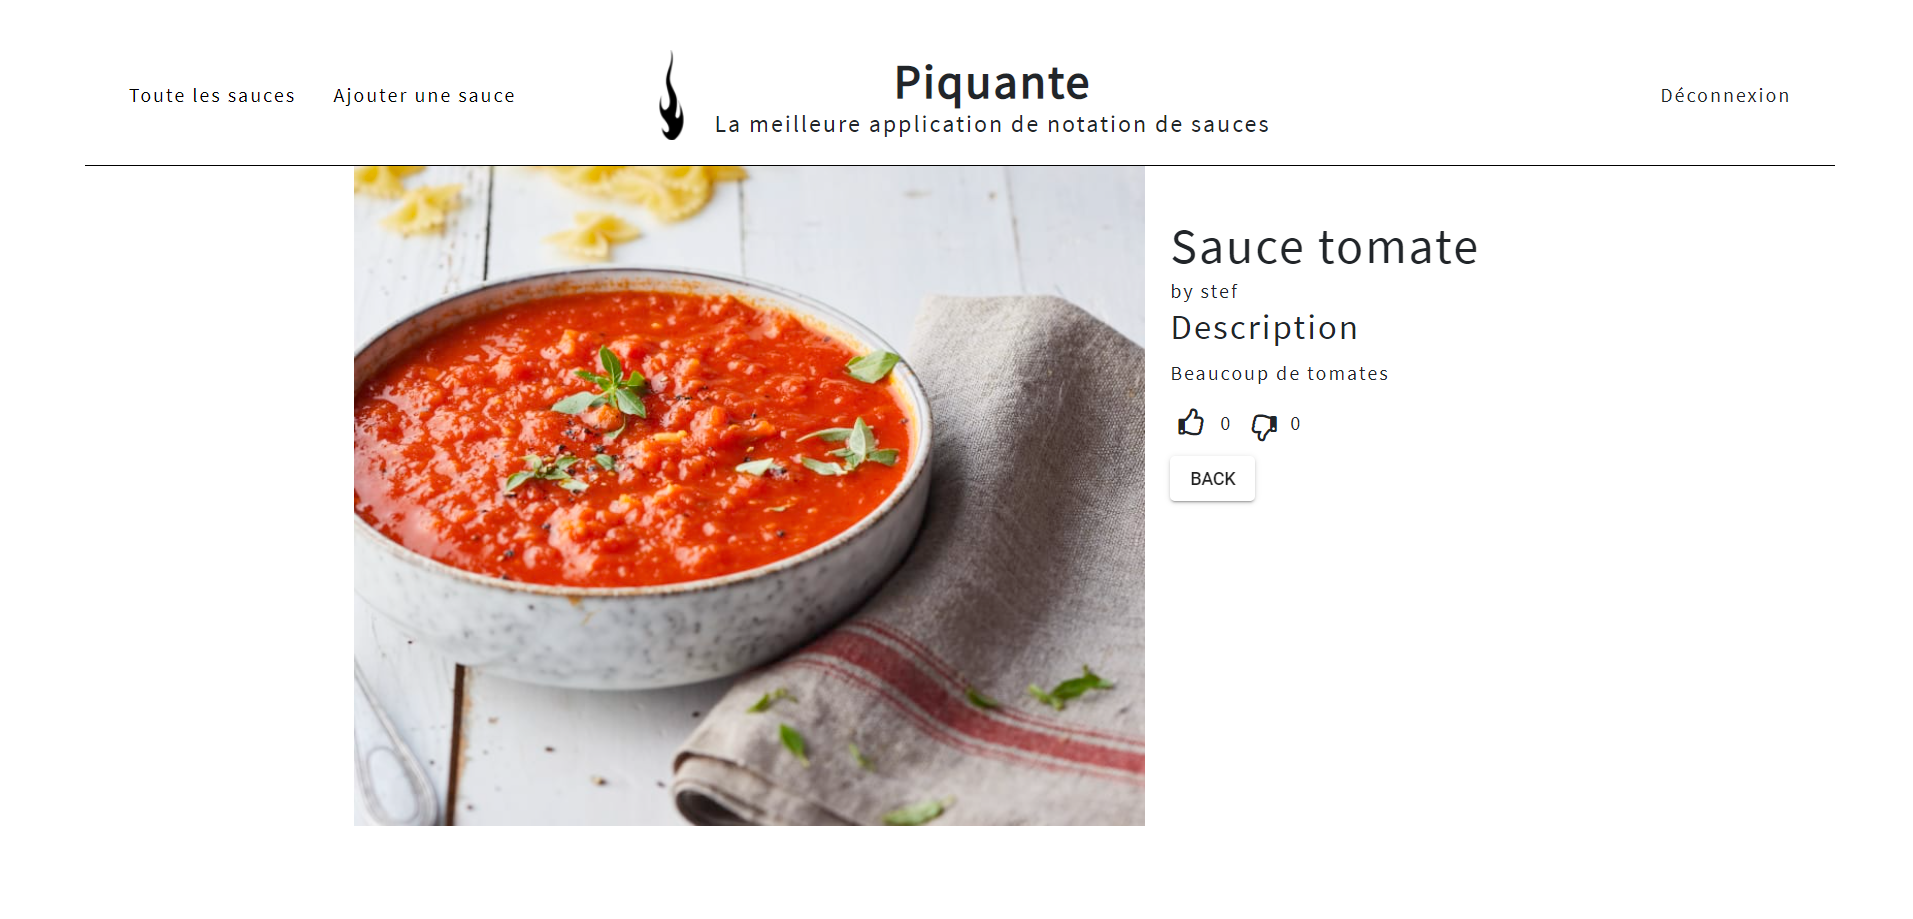 Toute les sauces
Ajouter une sauce
Piquante
La meilleure application de notation de sauces
Déconnexion
Sauce tomate
by stef
Description
Beaucoup de tomates
0 0
BACK